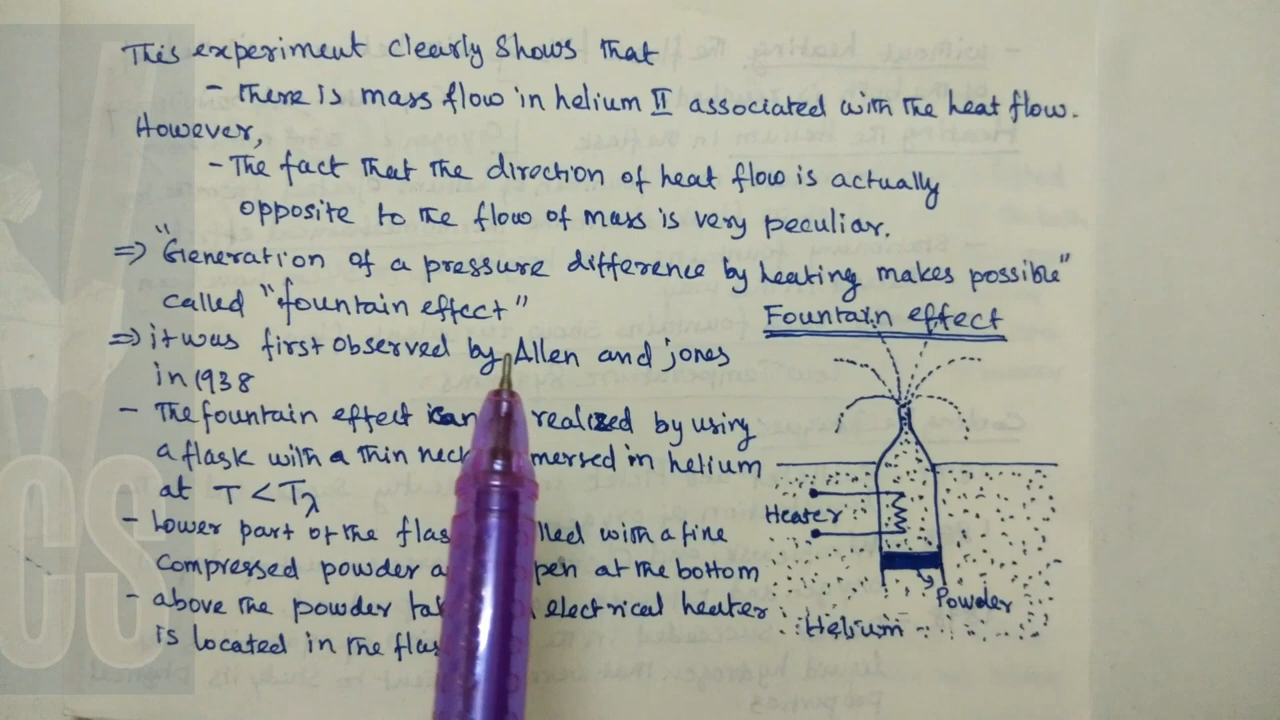 This experiment clearly shows that
- There is mass flow in helium II associated with the heat flow.
However,
- The fact that the direction of heat flow is actually
opposite to the flow of mass is very peculiar.
⇒ "Generation of a pressure difference by heating makes possible"
called "fountain effect"
⇒ it was first observed by Allen and jones
in 1938
- The fountain effect can realized by using
a flask with a thin neck mersed in helium
at T < Tλ
- Lower part of the flas lled with a fine
compressed powder a pen at the bottom
- above the powder ta electrical heater
is located in the flas
Fountain effect
Heater
Powder
Helium
CS